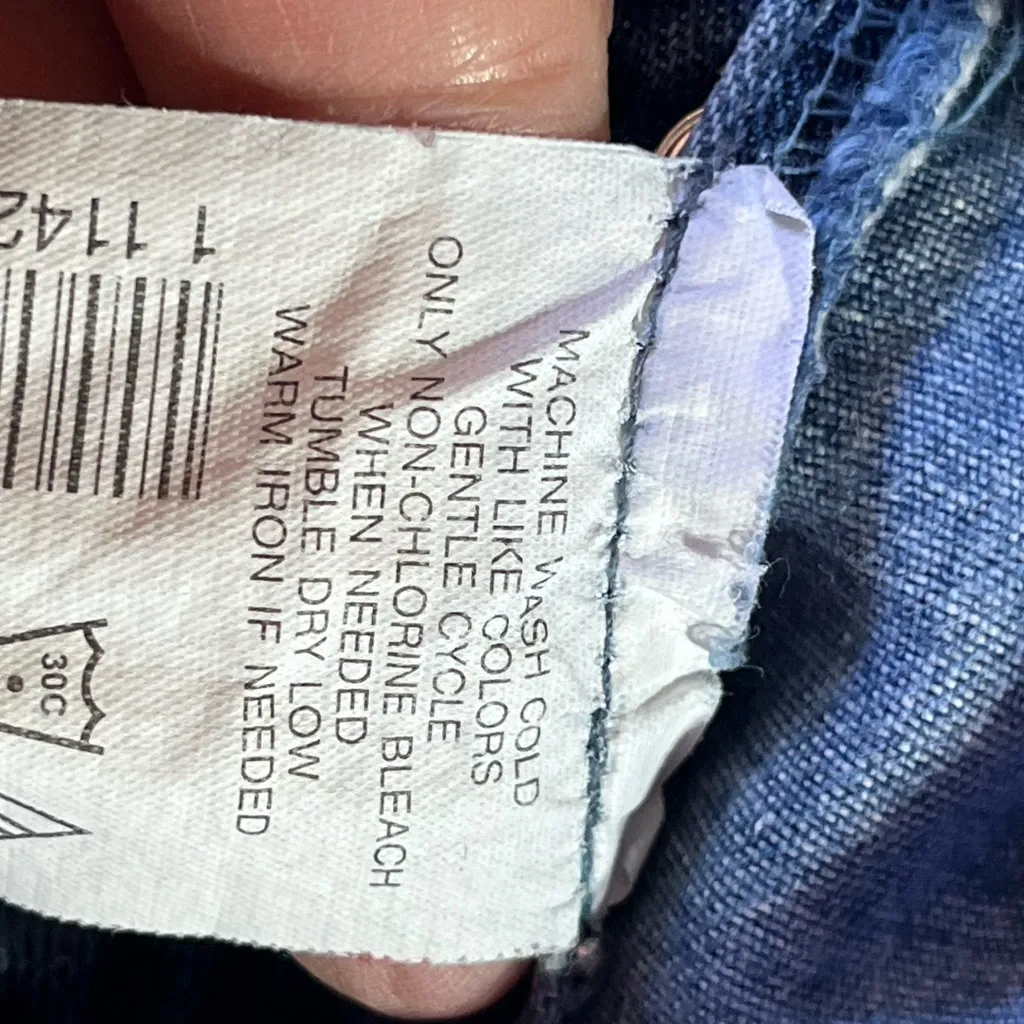 MACHINE WASH COLD
WITH LIKE COLORS
GENTLE CYCLE
ONLY NON-CHLORINE BLEACH
WHEN NEEDED
TUMBLE DRY LOW
WARM IRON IF NEEDED
30C